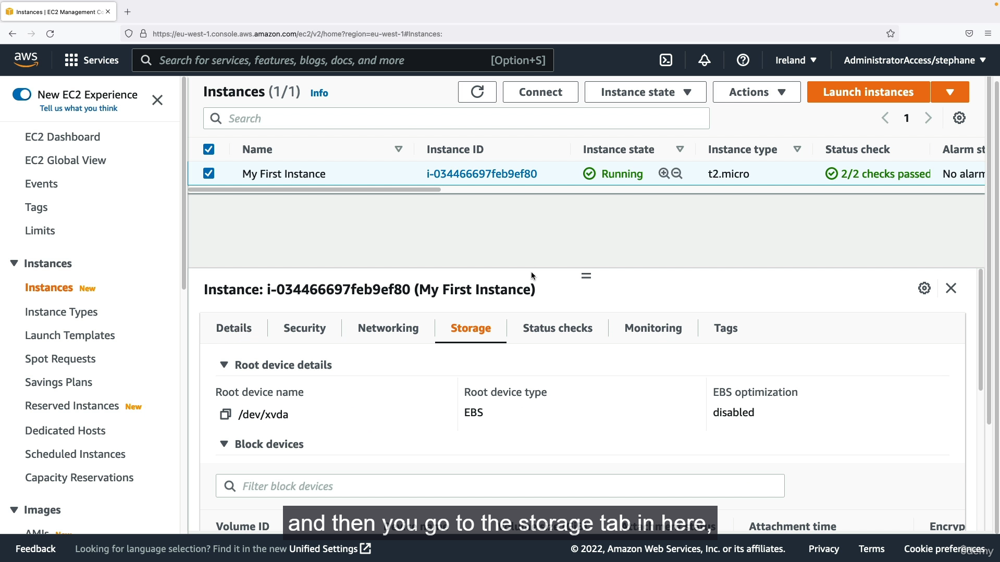 Instances | EC2 Management Co
https://eu-west-1.console.aws.amazon.com/ec2/v2/home?region=eu-west-1#Instances:
aws
Services
Search for services, features, blogs, docs, and more
[Option+S]
Ireland
AdministratorAccess/stephane
New EC2 Experience
Tell us what you think
EC2 Dashboard
EC2 Global View
Events
Tags
Limits
Instances
Instances New
Instance Types
Launch Templates
Spot Requests
Savings Plans
Reserved Instances New
Dedicated Hosts
Scheduled Instances
Capacity Reservations
Images
AMIs New
Instances (1/1) Info
Connect
Instance state
Actions
Launch instances
Search
1
Name
Instance ID
Instance state
Instance type
Status check
Alarm st
My First Instance
i-034466697feb9ef80
Running
t2.micro
2/2 checks passed
No alarm
Instance: i-034466697feb9ef80 (My First Instance)
Details
Security
Networking
Storage
Status checks
Monitoring
Tags
Root device details
Root device name
/dev/xvda
Root device type
EBS
EBS optimization
disabled
Block devices
Filter block devices
Volume ID
Attachment time
Encryp
and then you go to the storage tab in here,
Feedback
Looking for language selection? Find it in the new Unified Settings
© 2022, Amazon Web Services, Inc. or its affiliates.
Privacy
Terms
Cookie preferences
ûdemy